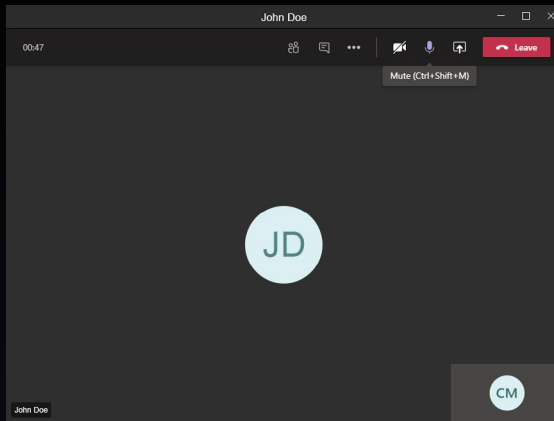 John Doe
00:47
Leave
Mute (Ctrl+Shift+M)
JD
CM
John Doe